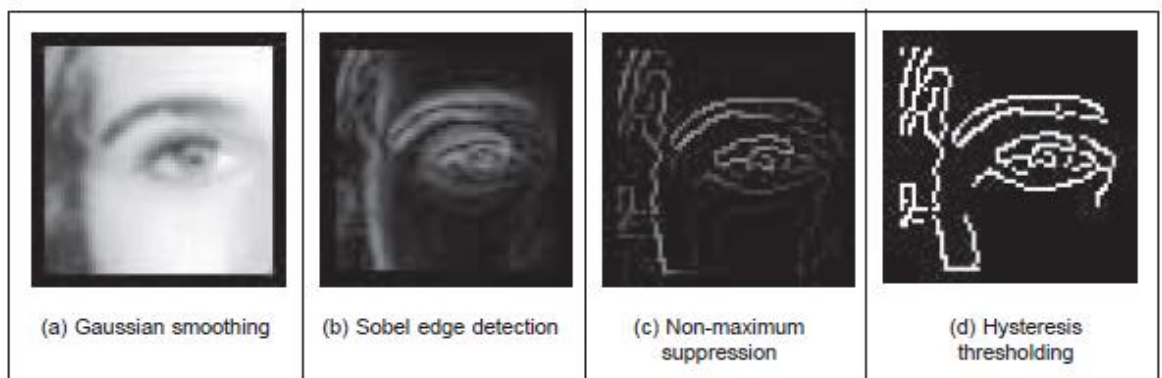 (a) Gaussian smoothing
(b) Sobel edge detection
(c) Non-maximum
suppression
(d) Hysteresis
thresholding